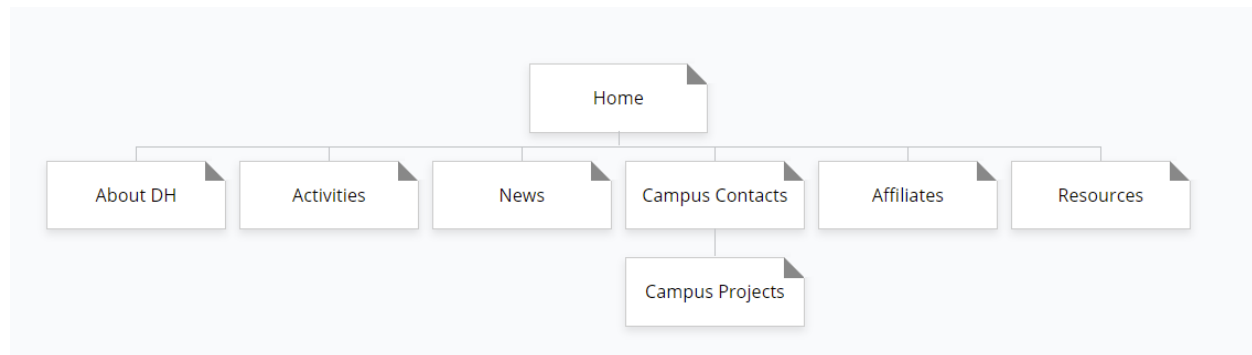 Home
About DH
Activities
News
Campus Contacts
Affiliates
Resources
Campus Projects